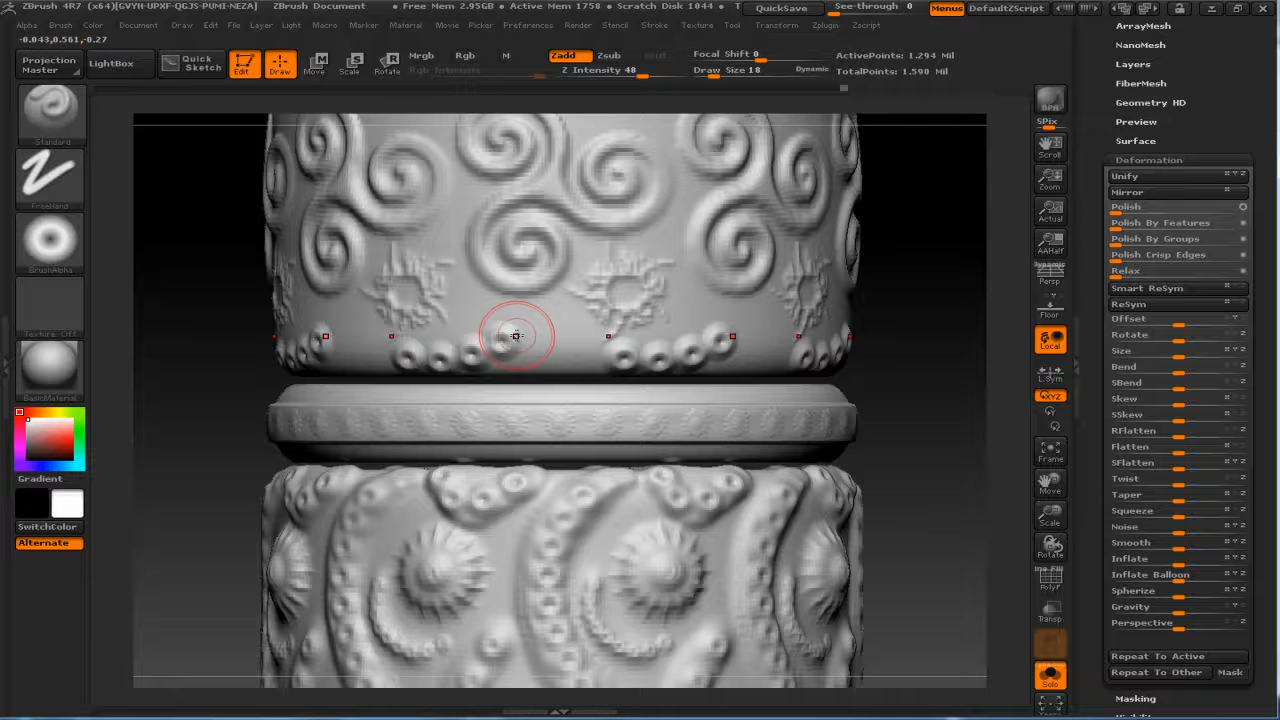 ZBrush 4R7 (x64)[GVYH-UPXF-QGJS-PUMI-NEZA]
ZBrush Document
• Free Mem 2.95GB • Active Mem 1758 • Scratch Disk 1044 •
QuickSave
See-through 0
Menus
DefaultZScript
Alpha Brush Color Document Draw Edit File Layer Light Macro Marker Material Movie Picker Preferences Render Stencil Stroke Texture Tool Transform Zplugin Zscript
-0.043,0.561,-0.27
Projection Master
LightBox
Quick Sketch
Edit
Draw
Move
Scale
Rotate
Mrgb
Rgb
M
Rgb Intensity
Zadd
Zsub
Z Intensity 48
Focal Shift 0
Draw Size 18
Dynamic
ActivePoints: 1.294 Mil
TotalPoints: 1.590 Mil
Standard
FreeHand
BrushAlpha
Texture Off
BasicMaterial
Gradient
SwitchColor
Alternate
BPR
SPix
Scroll
Zoom
Actual
AAHalf
Dynamic
Persp
Floor
Local
L.Sym
XYZ
Frame
Move
Scale
Rotate
PolyF
Transp
Solo
ArrayMesh
NanoMesh
Layers
FiberMesh
Geometry HD
Preview
Surface
Deformation
Unify
Mirror
Polish
Polish By Features
Polish By Groups
Polish Crisp Edges
Relax
Smart ReSym
ReSym
Offset
Rotate
Size
Bend
SBend
Skew
SSkew
RFlatten
Flatten
SFlatten
Twist
Taper
Squeeze
Noise
Smooth
Inflate
Inflate Balloon
Spherize
Gravity
Perspective
Repeat To Active
Repeat To Other
Mask
Masking